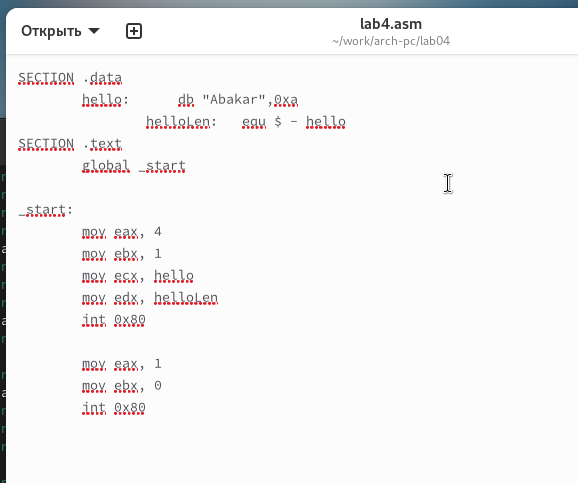 Открыть
lab4.asm
~/work/arch-pc/lab04
SECTION .data
hello: db "Abakar",0xa
helloLen: equ $ - hello
SECTION .text
global _start
_start:
mov eax, 4
mov ebx, 1
mov ecx, hello
mov edx, helloLen
int 0x80
mov eax, 1
mov ebx, 0
int 0x80